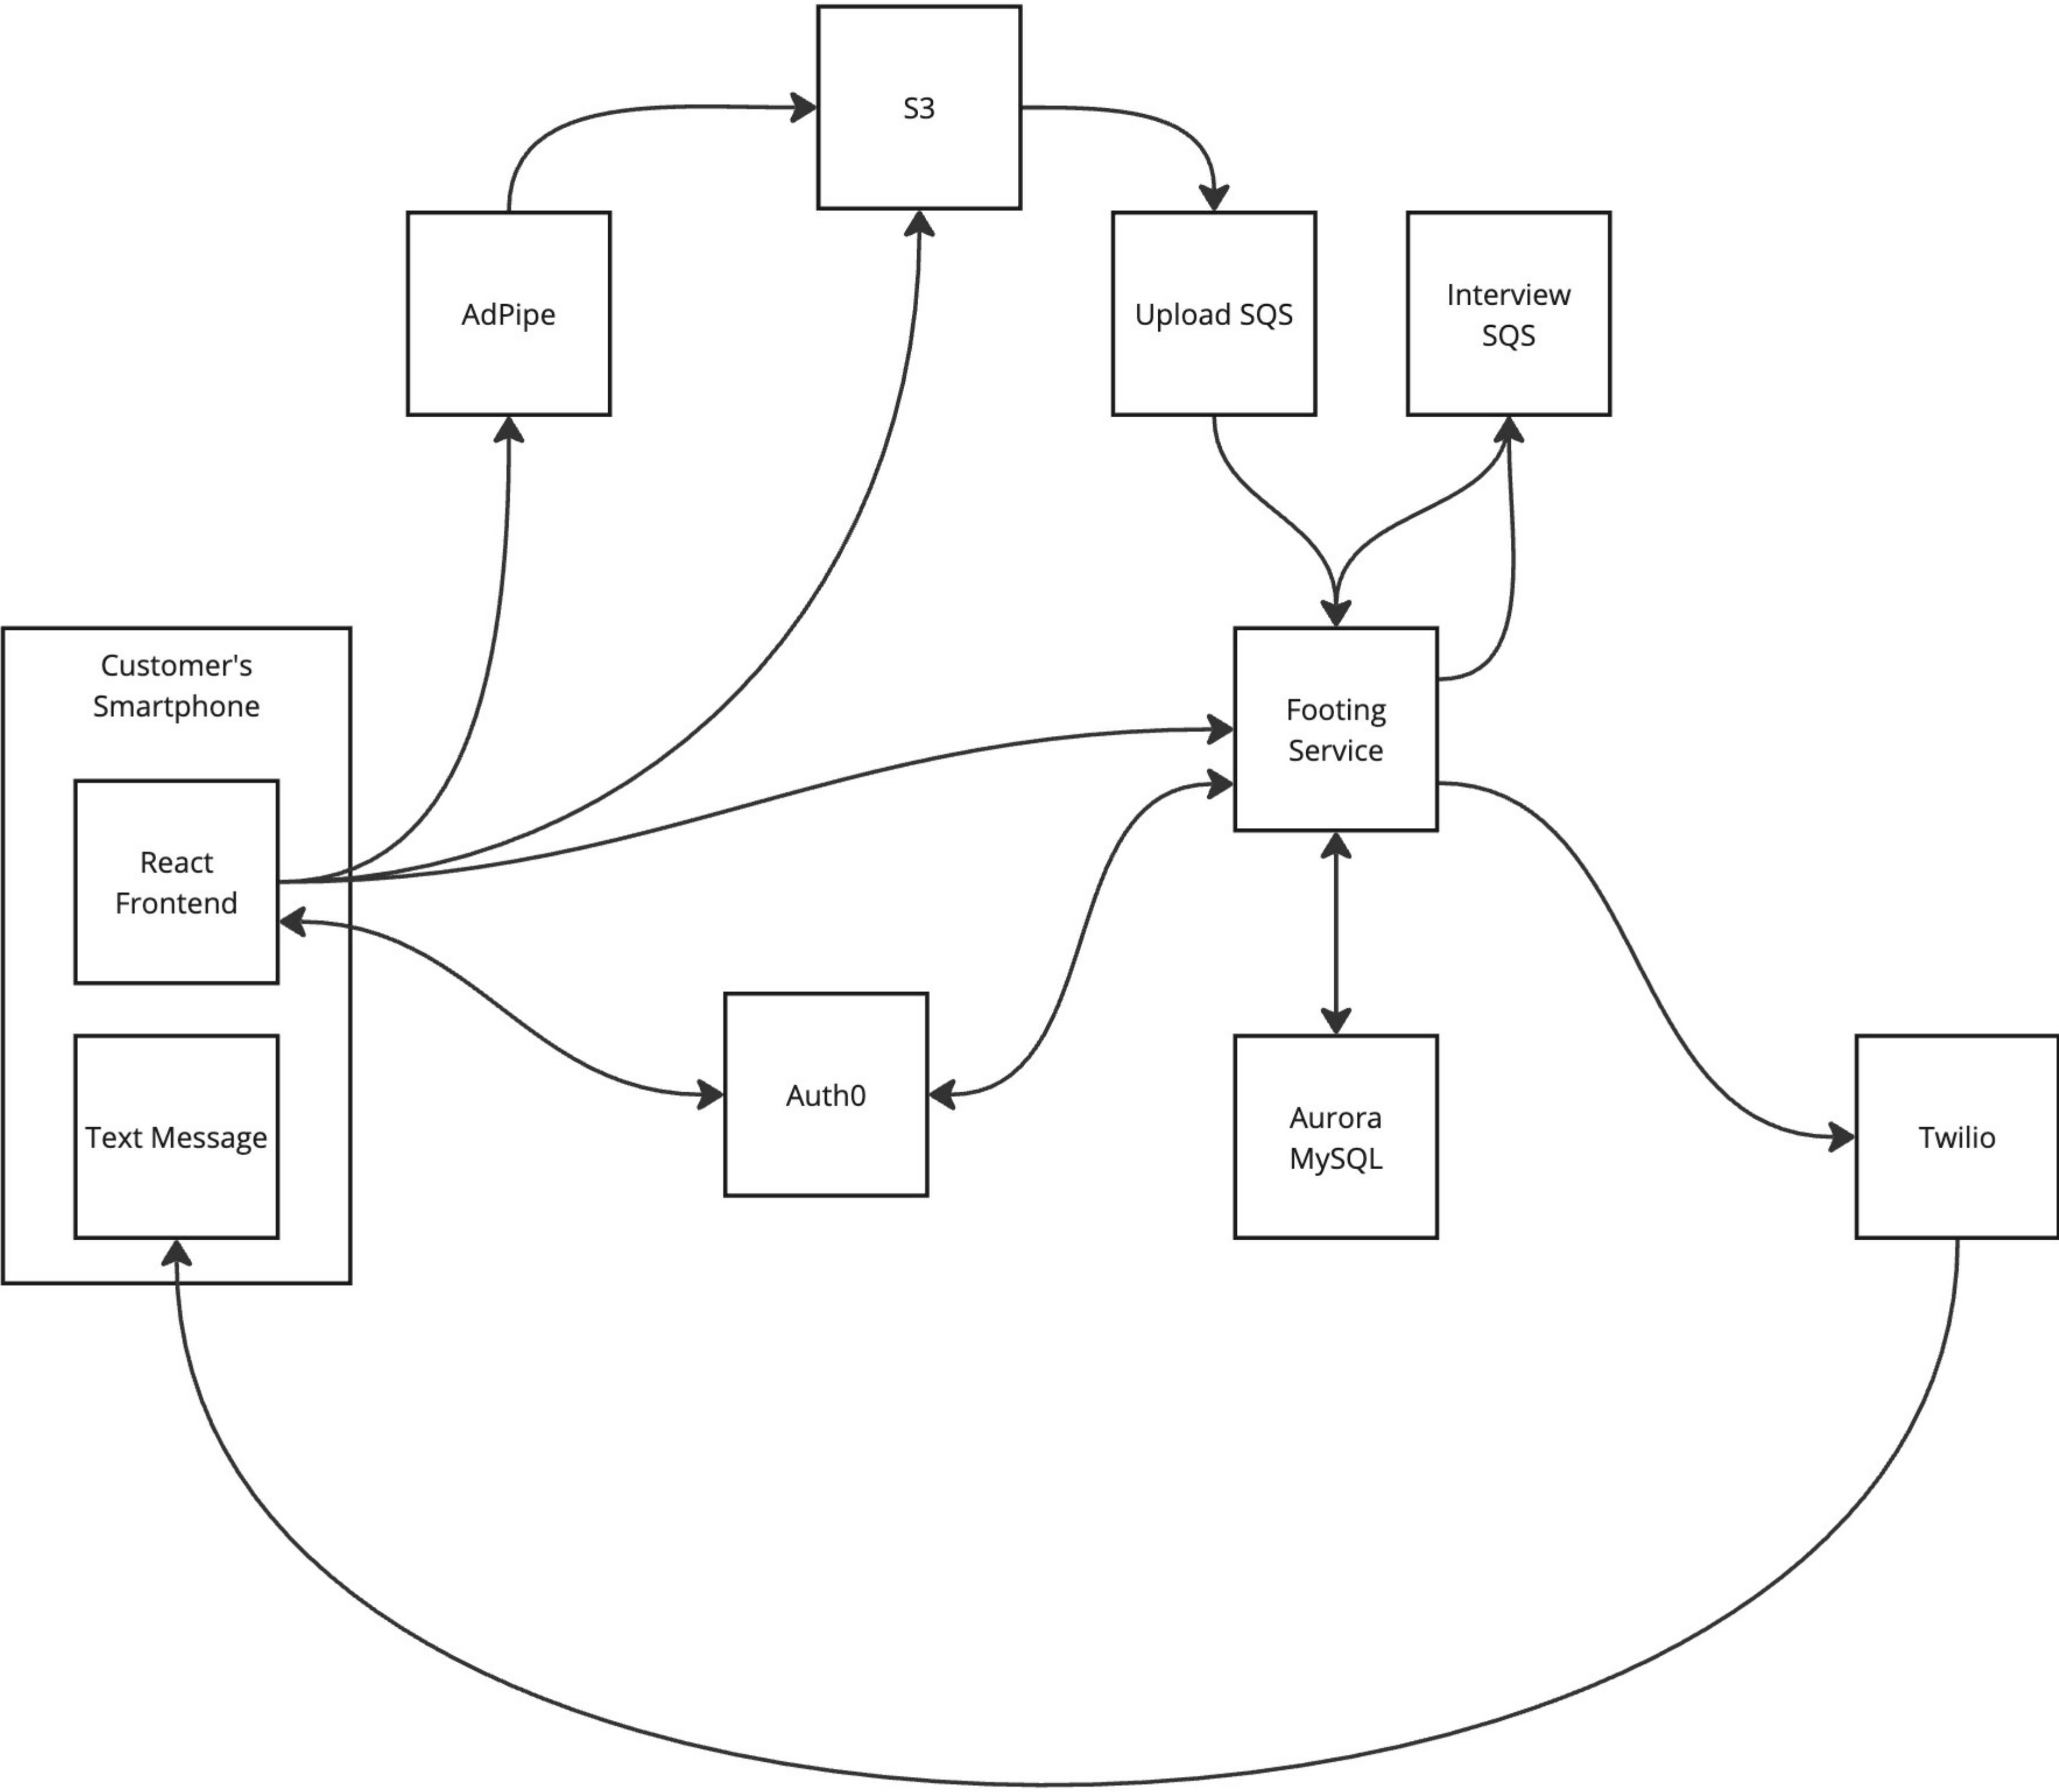 S3
AdPipe
Upload SQS
Interview
SQS
Customer's
Smartphone
Footing
Service
React
Frontend
Auth0
Text Message
Aurora
MySQL
Twilio